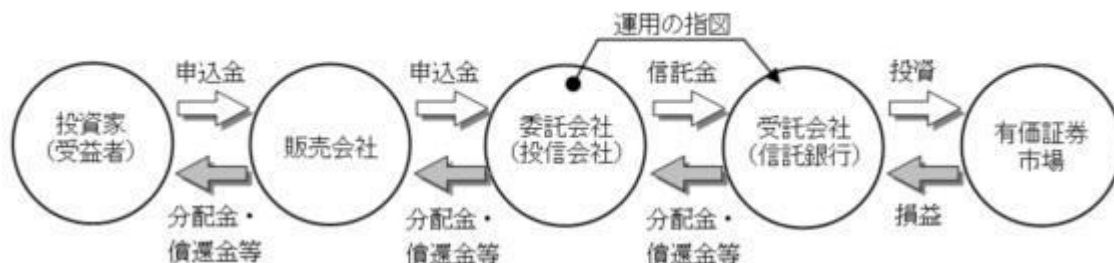 運用の指図
申込金
申込金
信託金
投資
投資家
(受益者)
販売会社
委託会社
(投信会社)
受託会社
(信託銀行)
有価証券
市場
分配金・
償還金等
分配金・
償還金等
分配金・
償還金等
損益